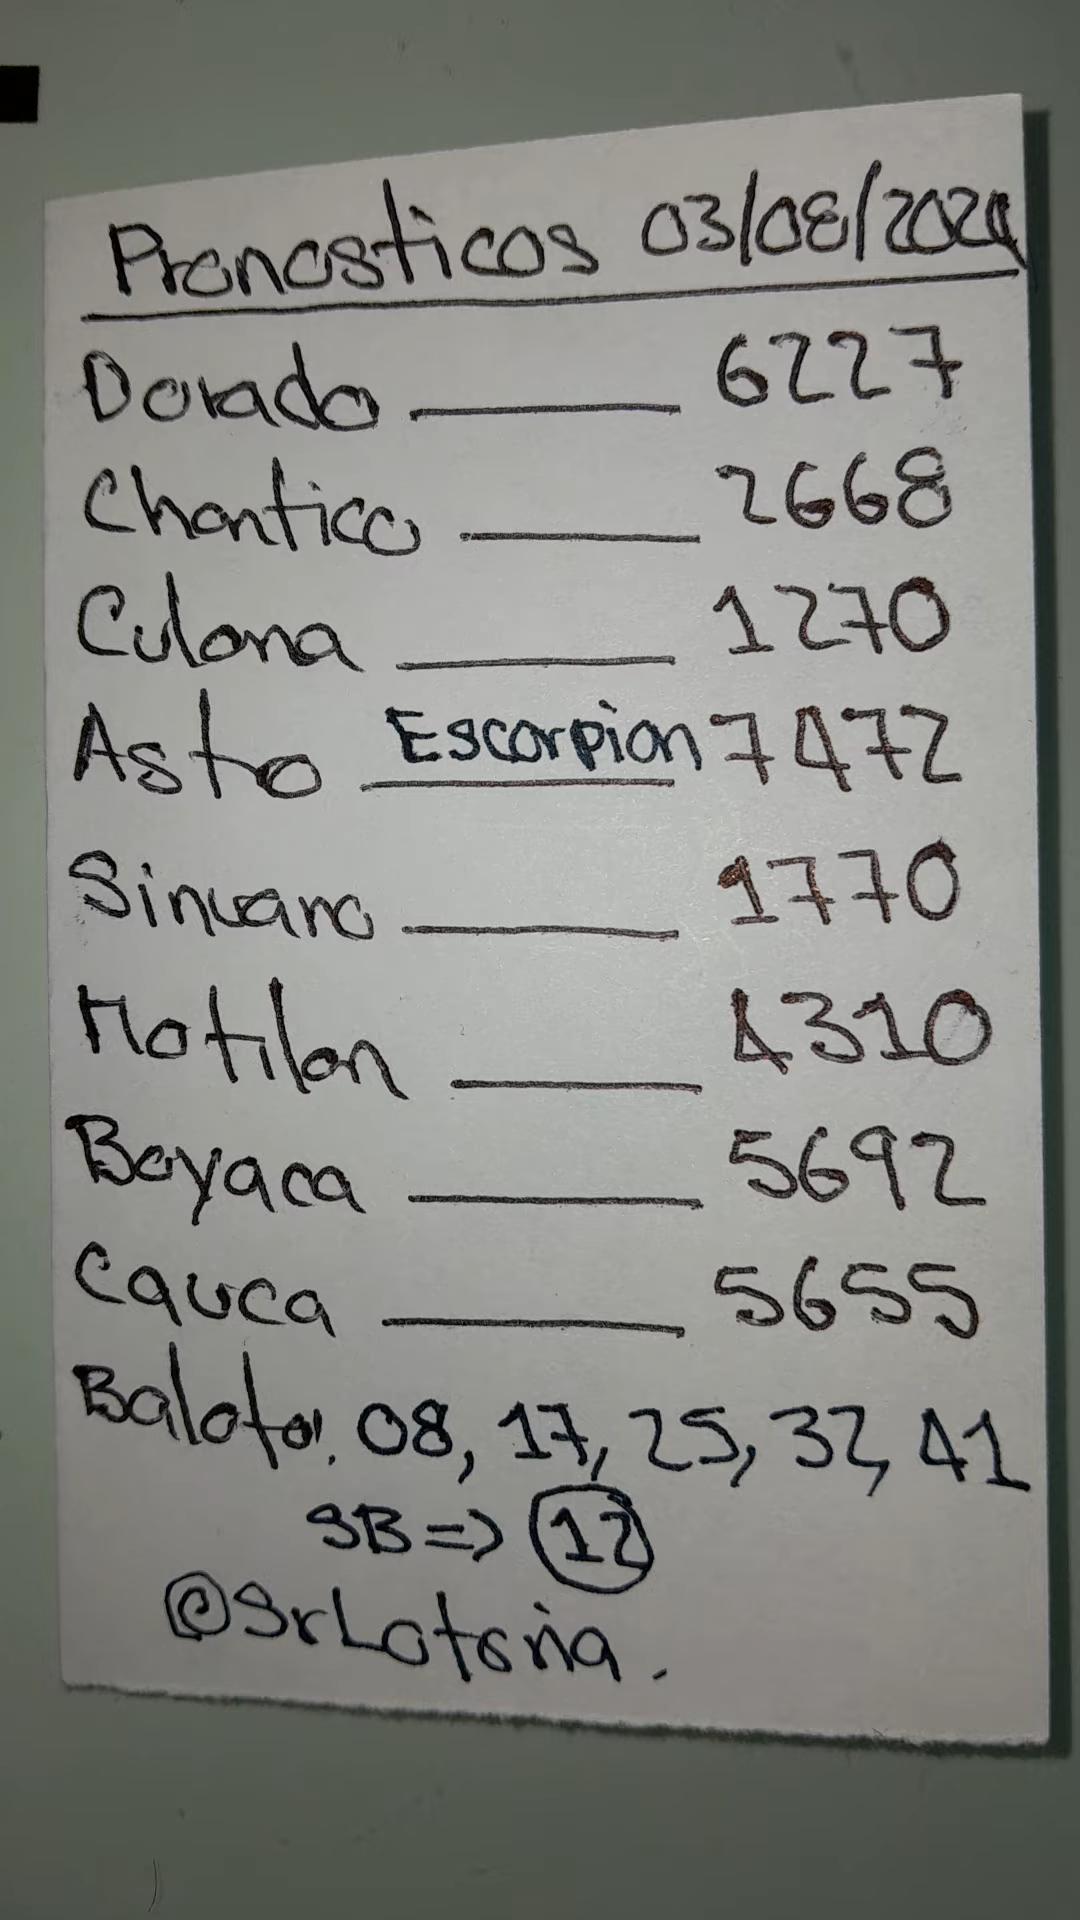 Pronosticos 03/08/2024
Dorado 6227
Chontico 2668
Culona 1270
Astro Escorpion 7472
Sinuano 1770
Motilon 4310
Boyaca 5692
Cauca 5655
Baloto: 08, 17, 25, 32, 41
SB => 12
@SrLoteria.